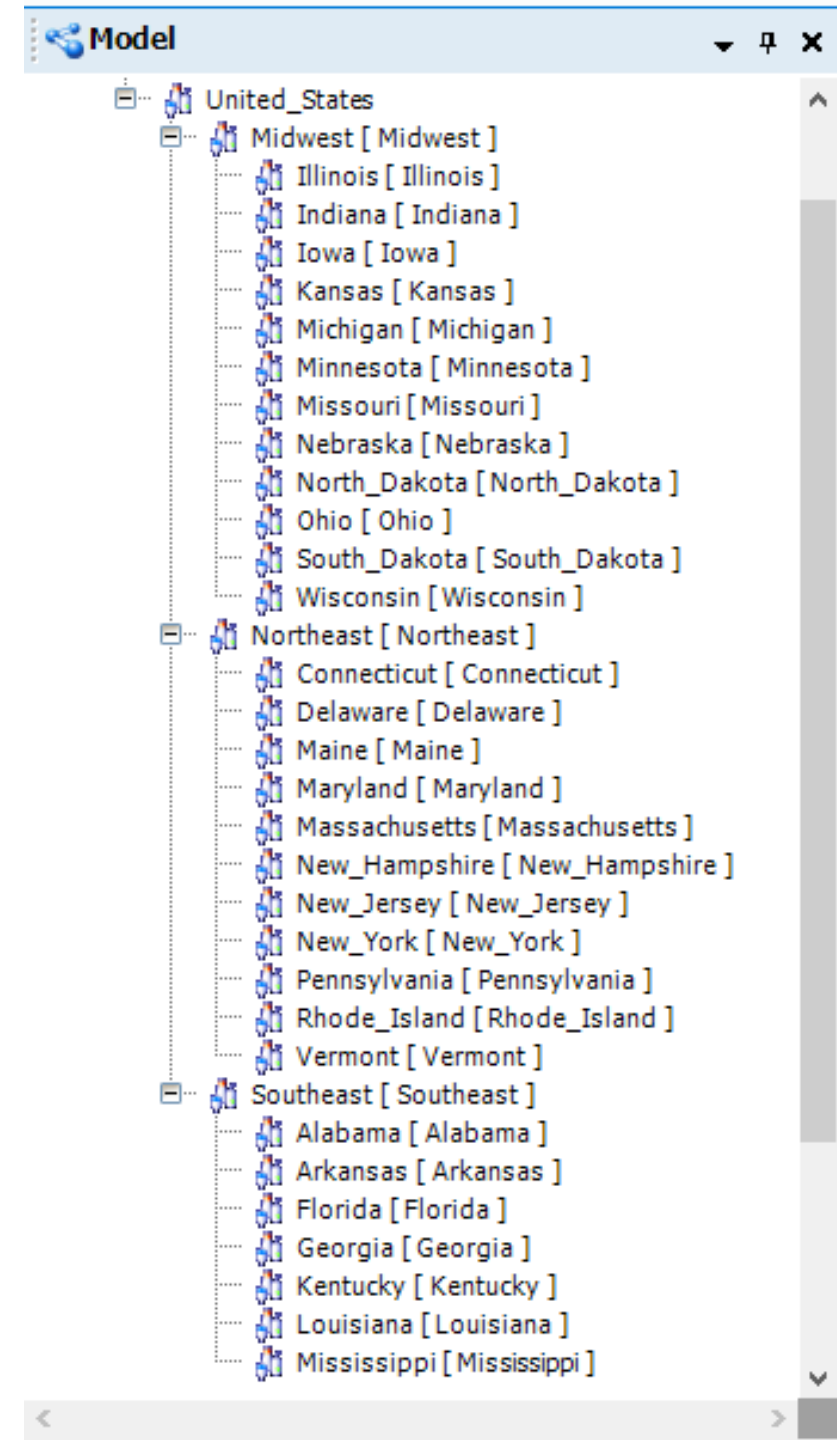 Model
United_States
Midwest [ Midwest ]
Illinois [ Illinois ]
Indiana [ Indiana ]
Iowa [ Iowa ]
Kansas [ Kansas ]
Michigan [ Michigan ]
Minnesota [ Minnesota ]
Missouri [ Missouri ]
Nebraska [ Nebraska ]
North_Dakota [ North_Dakota ]
Ohio [ Ohio ]
South_Dakota [ South_Dakota ]
Wisconsin [ Wisconsin ]
Northeast [ Northeast ]
Connecticut [ Connecticut ]
Delaware [ Delaware ]
Maine [ Maine ]
Maryland [ Maryland ]
Massachusetts [ Massachusetts ]
New_Hampshire [ New_Hampshire ]
New_Jersey [ New_Jersey ]
New_York [ New_York ]
Pennsylvania [ Pennsylvania ]
Rhode_Island [ Rhode_Island ]
Vermont [ Vermont ]
Southeast [ Southeast ]
Alabama [ Alabama ]
Arkansas [ Arkansas ]
Florida [ Florida ]
Georgia [ Georgia ]
Kentucky [ Kentucky ]
Louisiana [ Louisiana ]
Mississippi [ Mississippi ]